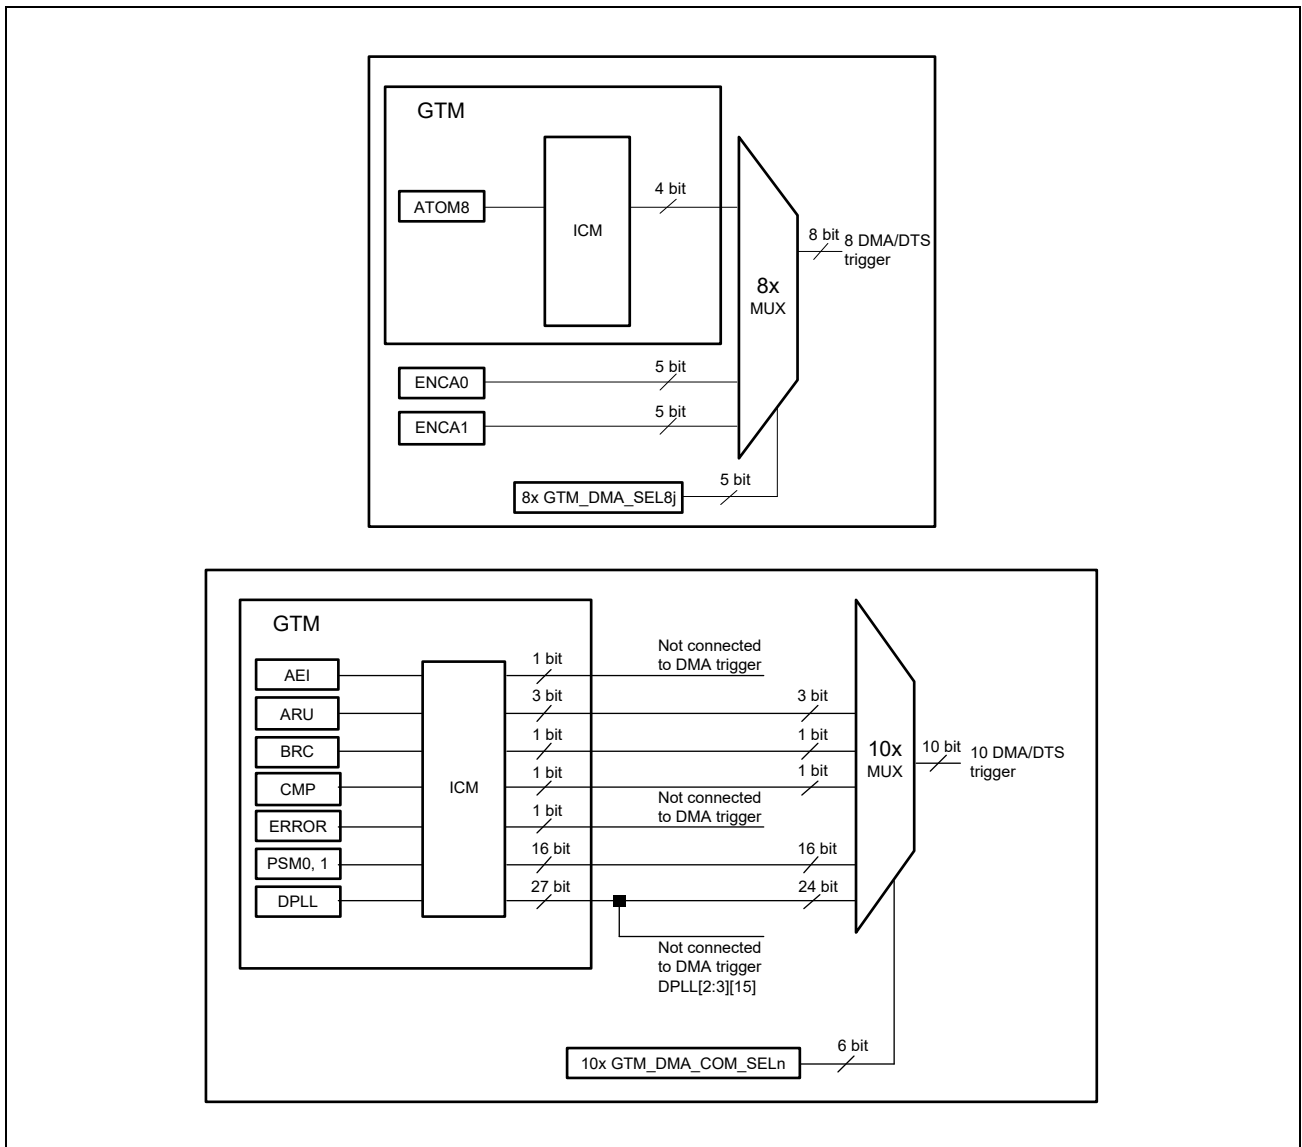 GTM
ATOM8
ICM
4 bit
8x
MUX
8 bit
8 DMA/DTS
trigger
ENCA0
5 bit
ENCA1
5 bit
8x GTM_DMA_SEL8j
5 bit
GTM
AEI
ARU
BRC
CMP
ERROR
PSM0, 1
DPLL
ICM
1 bit
Not connected
to DMA trigger
3 bit
3 bit
1 bit
1 bit
1 bit
1 bit
1 bit
Not connected
to DMA trigger
16 bit
16 bit
27 bit
24 bit
Not connected
to DMA trigger
DPLL[2:3][15]
10x
MUX
10 bit
10 DMA/DTS
trigger
10x GTM_DMA_COM_SELn
6 bit